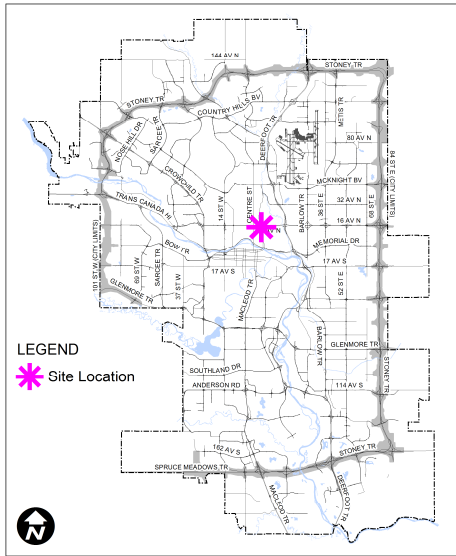 144 AV N
STONEY TR
STONEY TR
COUNTRY HILLS BV
NOSE HILL DR
SARCEE TR
DEERFOOT TR
METIS TR
80 AV N
84 ST E (CITY LIMITS)
CROWCHILD TR
MCKNIGHT BV
TRANS CANADA HI
14 ST W
CENTRE ST
BARLOW TR
36 ST E
32 AV N
68 ST E
16 AV N
N
101 ST W (CITY LIMITS)
BOW TR
MEMORIAL DR
69 ST W
SARCEE TR
37 ST W
17 AV S
17 AV S
52 ST E
GLENMORE TR
MACLEOD TR
BARLOW TR
GLENMORE TR
STONEY TR
LEGEND
Site Location
SOUTHLAND DR
ANDERSON RD
114 AV S
162 AV S
STONEY TR
SPRUCE MEADOWS TR
MACLEOD TR
DEERFOOT TR
N